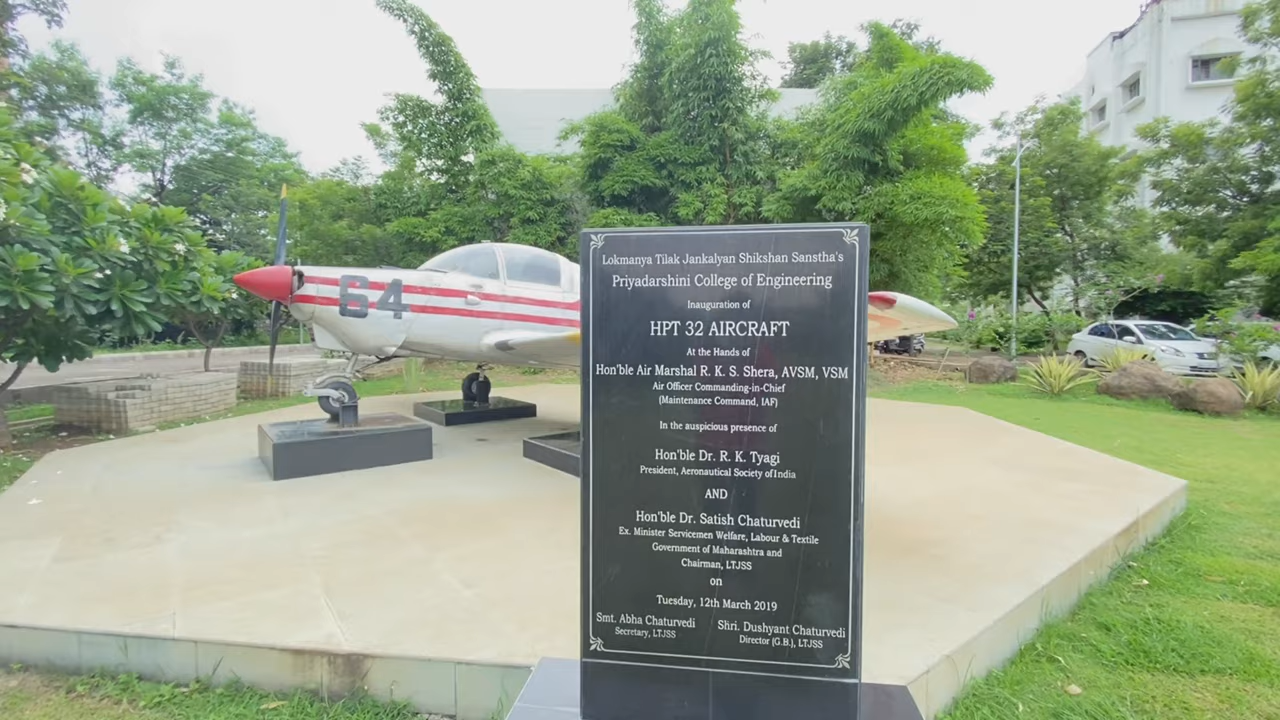 64
Lokmanya Tilak Jankalyan Shikshan Sanstha's
Priyadarshini College of Engineering
Inauguration of
HPT 32 AIRCRAFT
At the Hands of
Hon'ble Air Marshal R. K. S. Shera, AVSM, VSM
Air Officer Commanding-in-Chief
(Maintenance Command, IAF)
In the auspicious presence of
Hon'ble Dr. R. K. Tyagi
President, Aeronautical Society of India
AND
Hon'ble Dr. Satish Chaturvedi
Ex. Minister Servicemen Welfare, Labour & Textile
Government of Maharashtra and
Chairman, LTJSS
on
Tuesday, 12th March 2019
Smt. Abha Chaturvedi
Secretary, LTJSS
Shri. Dushyant Chaturvedi
Director (G.B.), LTJSS